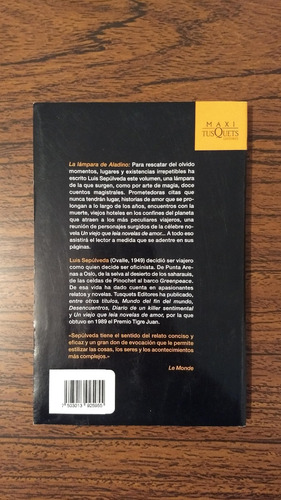 MAXI
TUSQUETS
La lámpara de Aladino: Para rescatar del olvido
momentos, lugares y existencias irrepetibles ha
escrito Luis Sepúlveda este volumen, una lámpara
de la que surgen, como por arte de magia, doce
cuentos magistrales. Prometedoras citas que
nunca tendrán lugar, historias de amor que se pro-
longan a lo largo de los años, encuentros con la
muerte, viejos hoteles en los confines del planeta
que atraen a los más peculiares viajeros, una
reunión de personajes surgidos de la célebre no-
vela Un viejo que leía novelas de amor... A todo eso
asistirá el lector a medida que se adentre en sus
páginas.
Luis Sepúlveda (Ovalle, 1949) decidió ser viajero
como quien decide ser oficinista. De Punta Are-
nas a Oslo, de la selva al desierto de los saharauis,
de las celdas de Pinochet al barco Greenpeace.
De esa vida ha dado cuenta en apasionantes
relatos y novelas. Tusquets Editores ha publicado,
entre otros títulos, Mundo del fin del mundo,
Desencuentros, Diario de un killer sentimental
y Un viejo que leía novelas de amor, por la que
obtuvo en 1989 el Premio Tigre Juan.
«Sepúlveda tiene el sentido del relato conciso y
eficaz y un gran don de evocación que le permite
estilizar las cosas, los seres y los acontecimientos
más complejos.»
Le Monde